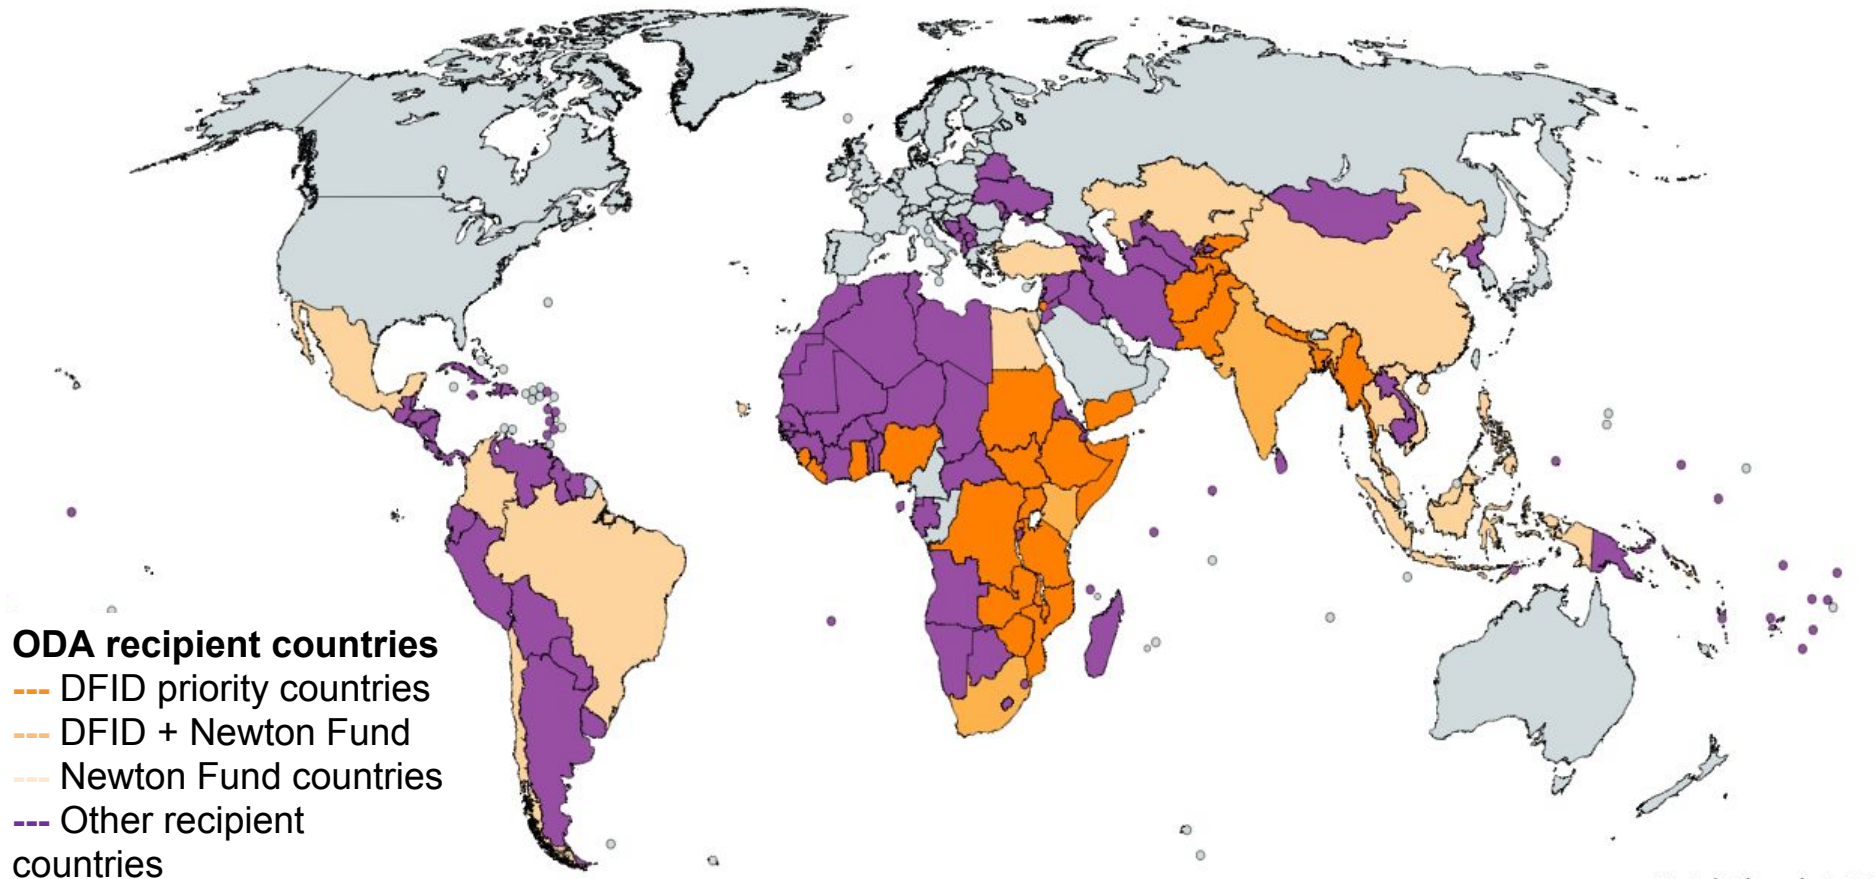 ODA recipient countries
--- DFID priority countries
--- DFID + Newton Fund
--- Newton Fund countries
--- Other recipient
countries